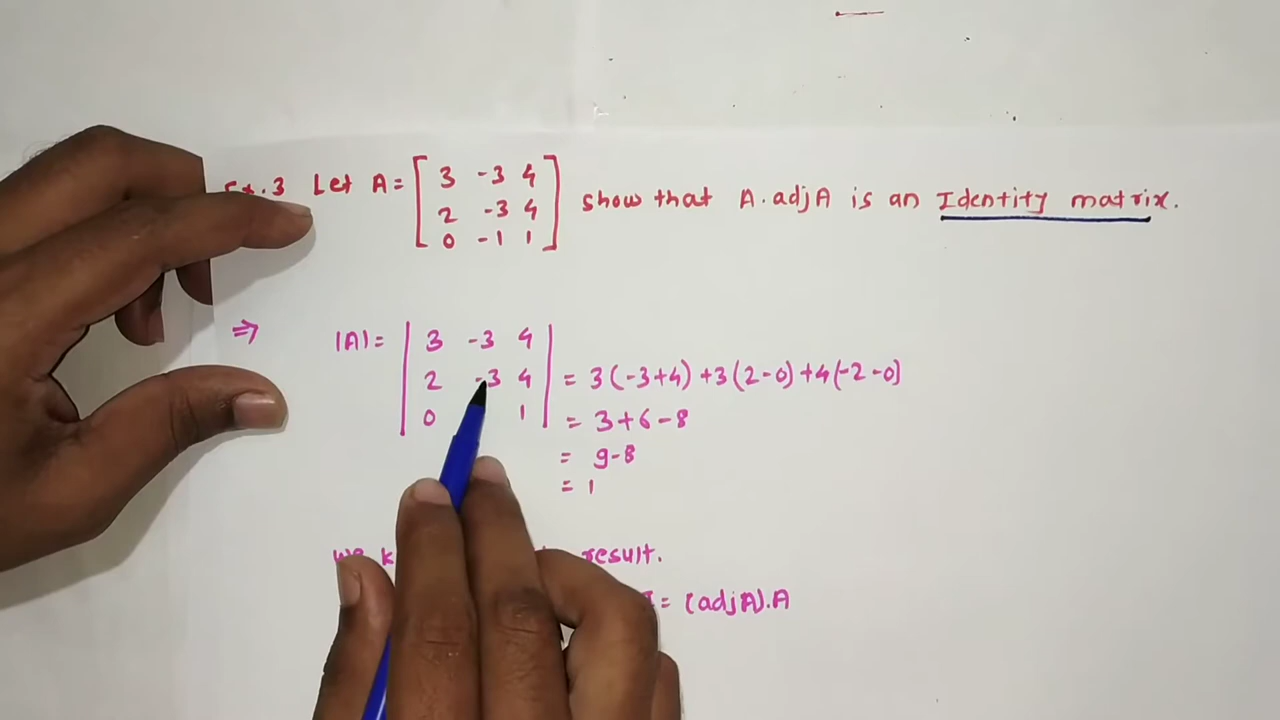 .3 Let A = [ 3 -3 4 show that A.adjA is an Identity matrix.
2 -3 4
0 -1 1 ]
⇒ |A| = | 3 -3 4
2 -3 4 | = 3(-3+4) +3(2-0) +4(-2-0)
0 1 = 3+6-8
= 9-8
= 1
We result.
= (adjA).A